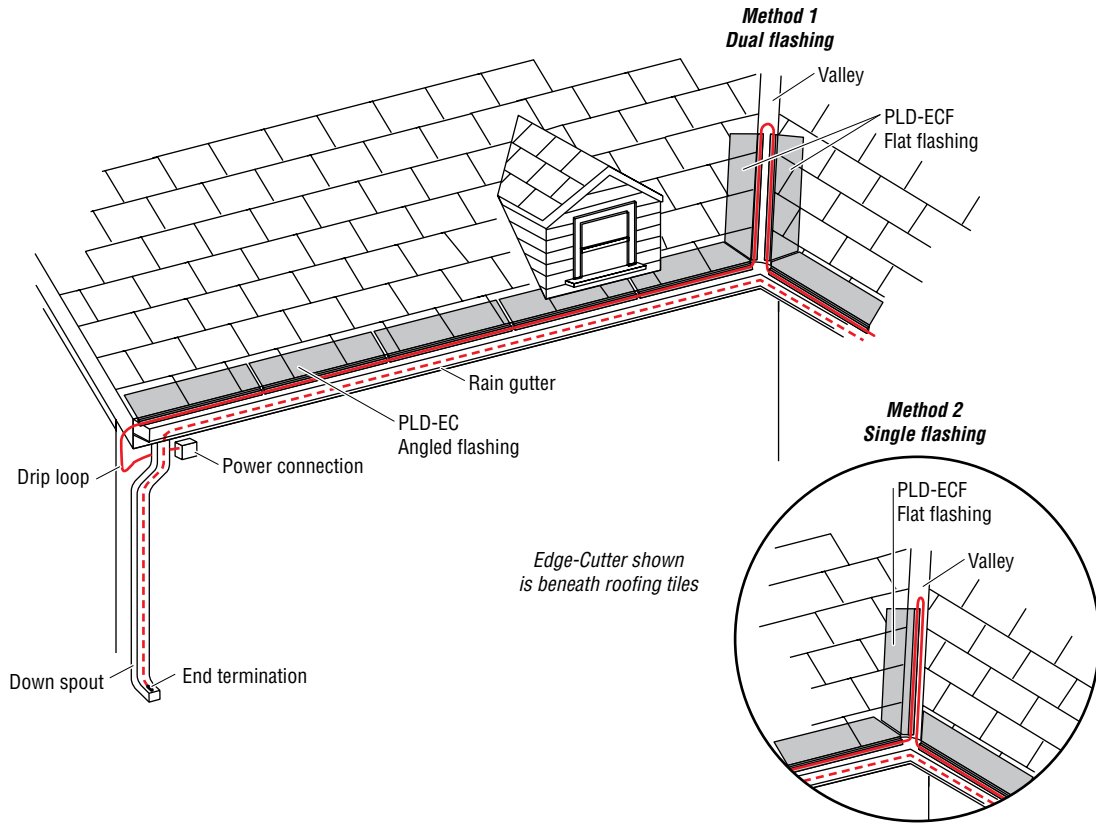 Method 1
Dual flashing
Valley
PLD-ECF
Flat flashing
Rain gutter
PLD-EC
Angled flashing
Power connection
Drip loop
Down spout
End termination
Edge-Cutter shown
is beneath roofing tiles
Method 2
Single flashing
PLD-ECF
Flat flashing
Valley